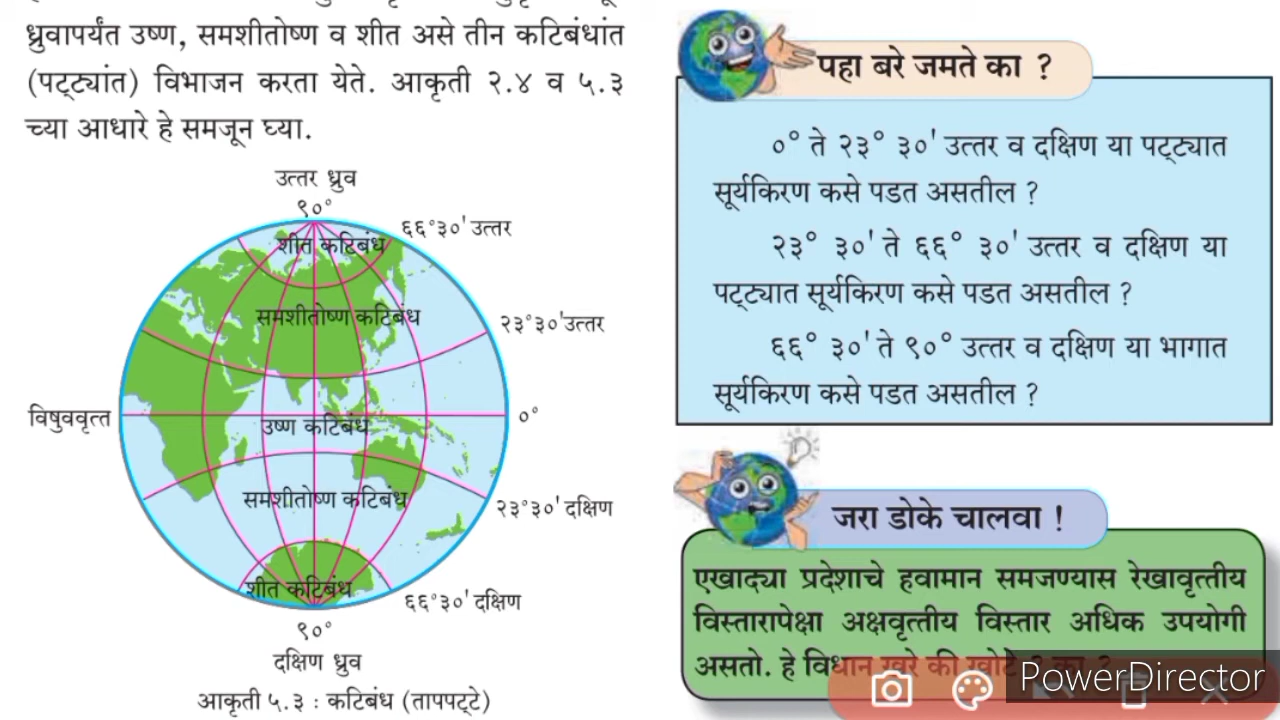 ध्रुवापर्यंत उष्ण, समशीतोष्ण व शीत असे तीन कटिबंधांत
(पट्ट्यांत) विभाजन करता येते. आकृती २.४ व ५.३
च्या आधारे हे समजून घ्या.
उत्तर ध्रुव
९०°
६६°३०' उत्तर
शीत कटिबंध
समशीतोष्ण कटिबंध
२३°३०'उत्तर
विषुववृत्त
०°
उष्ण कटिबंध
समशीतोष्ण कटिबंध
२३°३०' दक्षिण
शीत कटिबंध
६६°३०' दक्षिण
९०°
दक्षिण ध्रुव
आकृती ५.३ : कटिबंध (तापपट्टे)
पहा बरे जमते का ?
०° ते २३° ३०' उत्तर व दक्षिण या पट्ट्यात
सूर्यकिरण कसे पडत असतील ?
२३° ३०' ते ६६° ३०' उत्तर व दक्षिण या
पट्ट्यात सूर्यकिरण कसे पडत असतील ?
६६° ३०' ते ९०° उत्तर व दक्षिण या भागात
सूर्यकिरण कसे पडत असतील ?
जरा डोके चालवा !
एखाद्या प्रदेशाचे हवामान समजण्यास रेखावृत्तीय
विस्तारापेक्षा अक्षवृत्तीय विस्तार अधिक उपयोगी
असतो. हे विधान खरे की खोटे ? का ?
PowerDirector